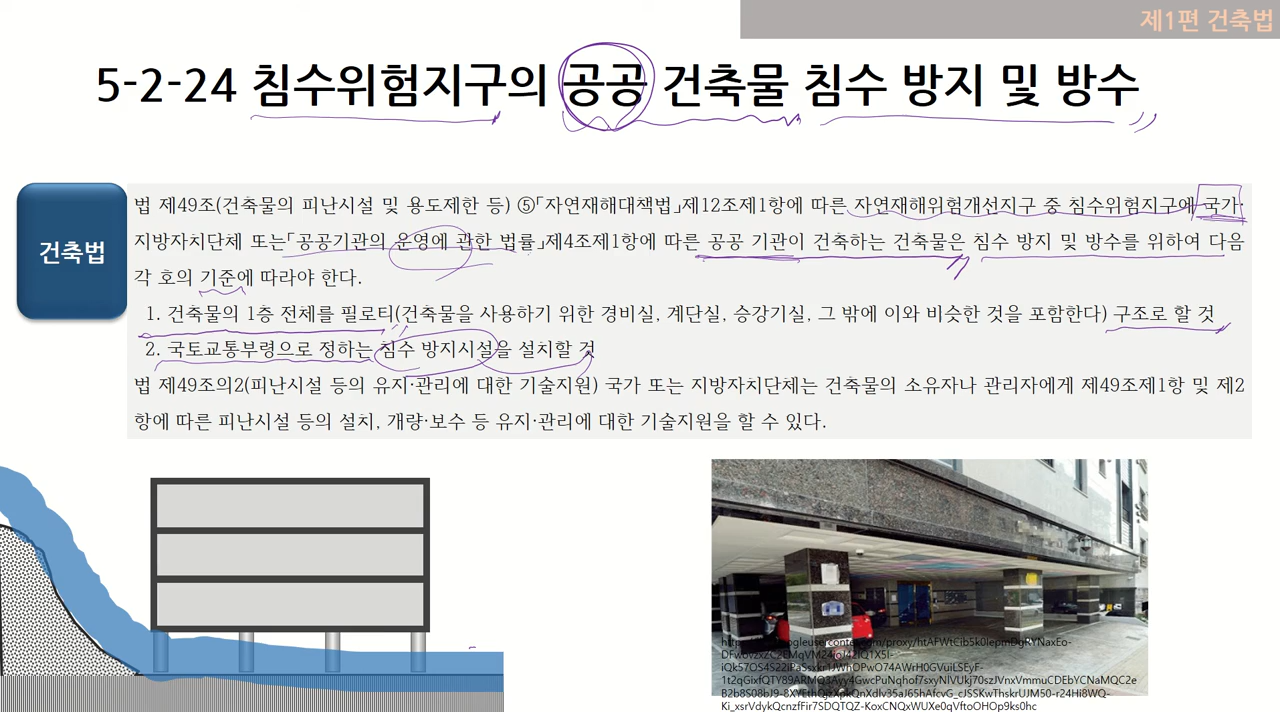 제1편 건축법
5-2-24 침수위험지구의 공공 건축물 침수 방지 및 방수
건축법
법 제49조(건축물의 피난시설 및 용도제한 등) ⑤「자연재해대책법」제12조제1항에 따른 자연재해위험개선지구 중 침수위험지구에 국가·
지방자치단체 또는「공공기관의 운영에 관한 법률」제4조제1항에 따른 공공 기관이 건축하는 건축물은 침수 방지 및 방수를 위하여 다음
각 호의 기준에 따라야 한다.
1. 건축물의 1층 전체를 필로티(건축물을 사용하기 위한 경비실, 계단실, 승강기실, 그 밖에 이와 비슷한 것을 포함한다) 구조로 할 것
2. 국토교통부령으로 정하는 침수 방지시설을 설치할 것
법 제49조의2(피난시설 등의 유지·관리에 대한 기술지원) 국가 또는 지방자치단체는 건축물의 소유자나 관리자에게 제49조제1항 및 제2
항에 따른 피난시설 등의 설치, 개량·보수 등 유지·관리에 대한 기술지원을 할 수 있다.